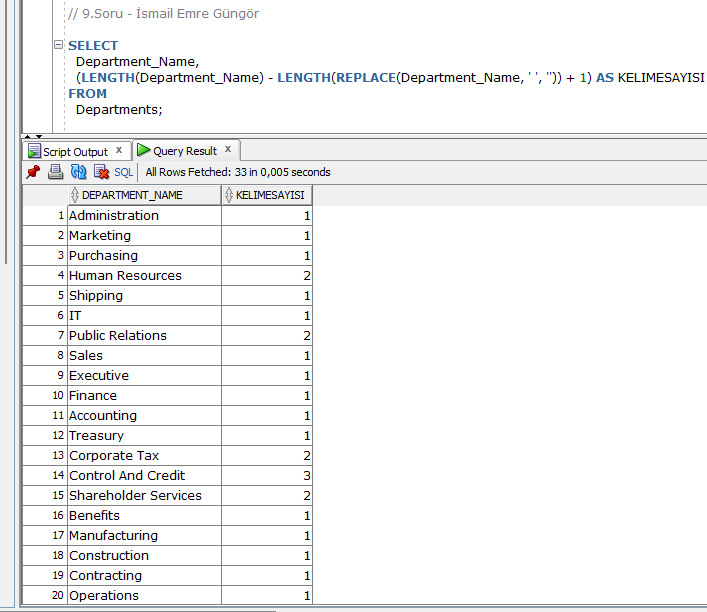 // 9.Soru - İsmail Emre Güngör
SELECT
Department_Name,
(LENGTH(Department_Name) - LENGTH(REPLACE(Department_Name, ' ', '')) + 1) AS KELIMESAYISI
FROM
Departments;
Script Output x Query Result x
SQL All Rows Fetched: 33 in 0,005 seconds
DEPARTMENT_NAME KELIMESAYISI
1 Administration 1
2 Marketing 1
3 Purchasing 1
4 Human Resources 2
5 Shipping 1
6 IT 1
7 Public Relations 2
8 Sales 1
9 Executive 1
10 Finance 1
11 Accounting 1
12 Treasury 1
13 Corporate Tax 2
14 Control And Credit 3
15 Shareholder Services 2
16 Benefits 1
17 Manufacturing 1
18 Construction 1
19 Contracting 1
20 Operations 1